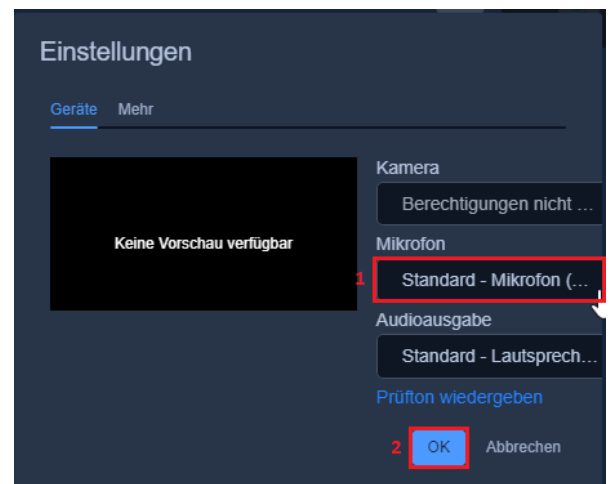 Einstellungen
Geräte Mehr
Keine Vorschau verfügbar
Kamera
Berechtigungen nicht ...
Mikrofon
1 Standard - Mikrofon (...
Audioausgabe
Standard - Lautsprech...
Prüfton wiedergeben
2 OK Abbrechen